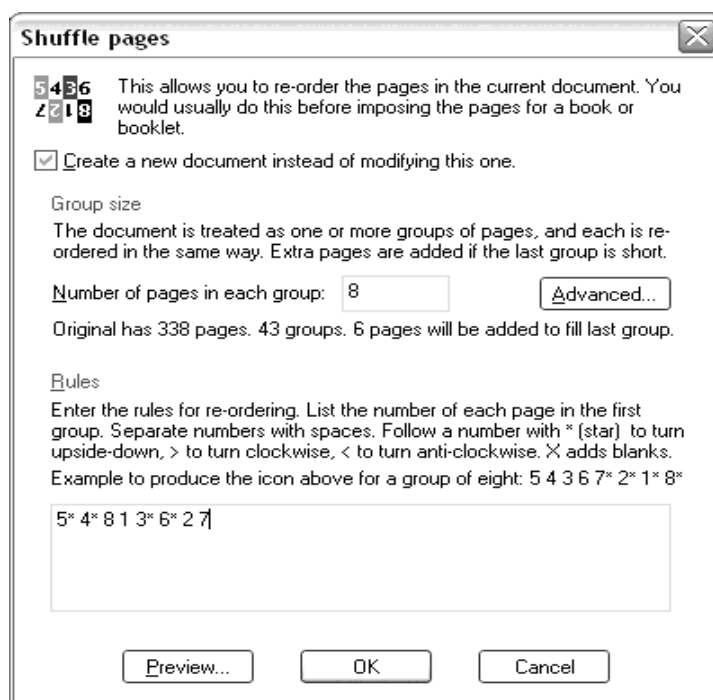 Shuffle pages
5 4 3 6
7 2 1 8
This allows you to re-order the pages in the current document. You
would usually do this before imposing the pages for a book or
booklet.
Create a new document instead of modifying this one.
Group size
The document is treated as one or more groups of pages, and each is re-
ordered in the same way. Extra pages are added if the last group is short.
Number of pages in each group: 8 Advanced...
Original has 338 pages. 43 groups. 6 pages will be added to fill last group.
Rules
Enter the rules for re-ordering. List the number of each page in the first
group. Separate numbers with spaces. Follow a number with * (star) to turn
upside-down, > to turn clockwise, < to turn anti-clockwise. X adds blanks.
Example to produce the icon above for a group of eight: 5 4 3 6 7* 2* 1* 8*
5* 4* 8 1 3* 6* 2 7
Preview... OK Cancel